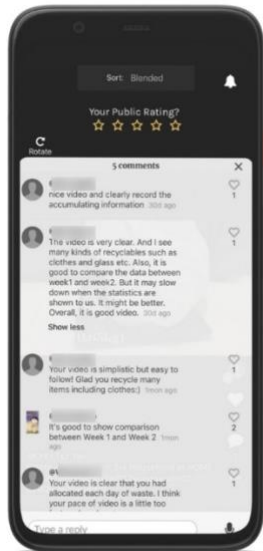 Sort: Blended
Your Public Rating?
Rotate
5 comments
nice video and clearly record the
accumulating information 30d ago
1
The video is very clear. And I see
many kinds of recyclables such as
clothes and glass etc. Also, it is
good to compare the data between
week1 and week2. But it may slow
down when the statistics are
shown to us. It might be better.
Overall, it is good video. 30d ago
1
Show less
Your video is simplistic but easy to
follow! Glad you recycle many
items including clothes:) 1mon ago
1
It's good to show comparison
between Week 1 and Week 2 1mon
ago
2
Your video is clear that you had
allocated each day of waste. I think
your pace of video is a little too
1
Type a reply